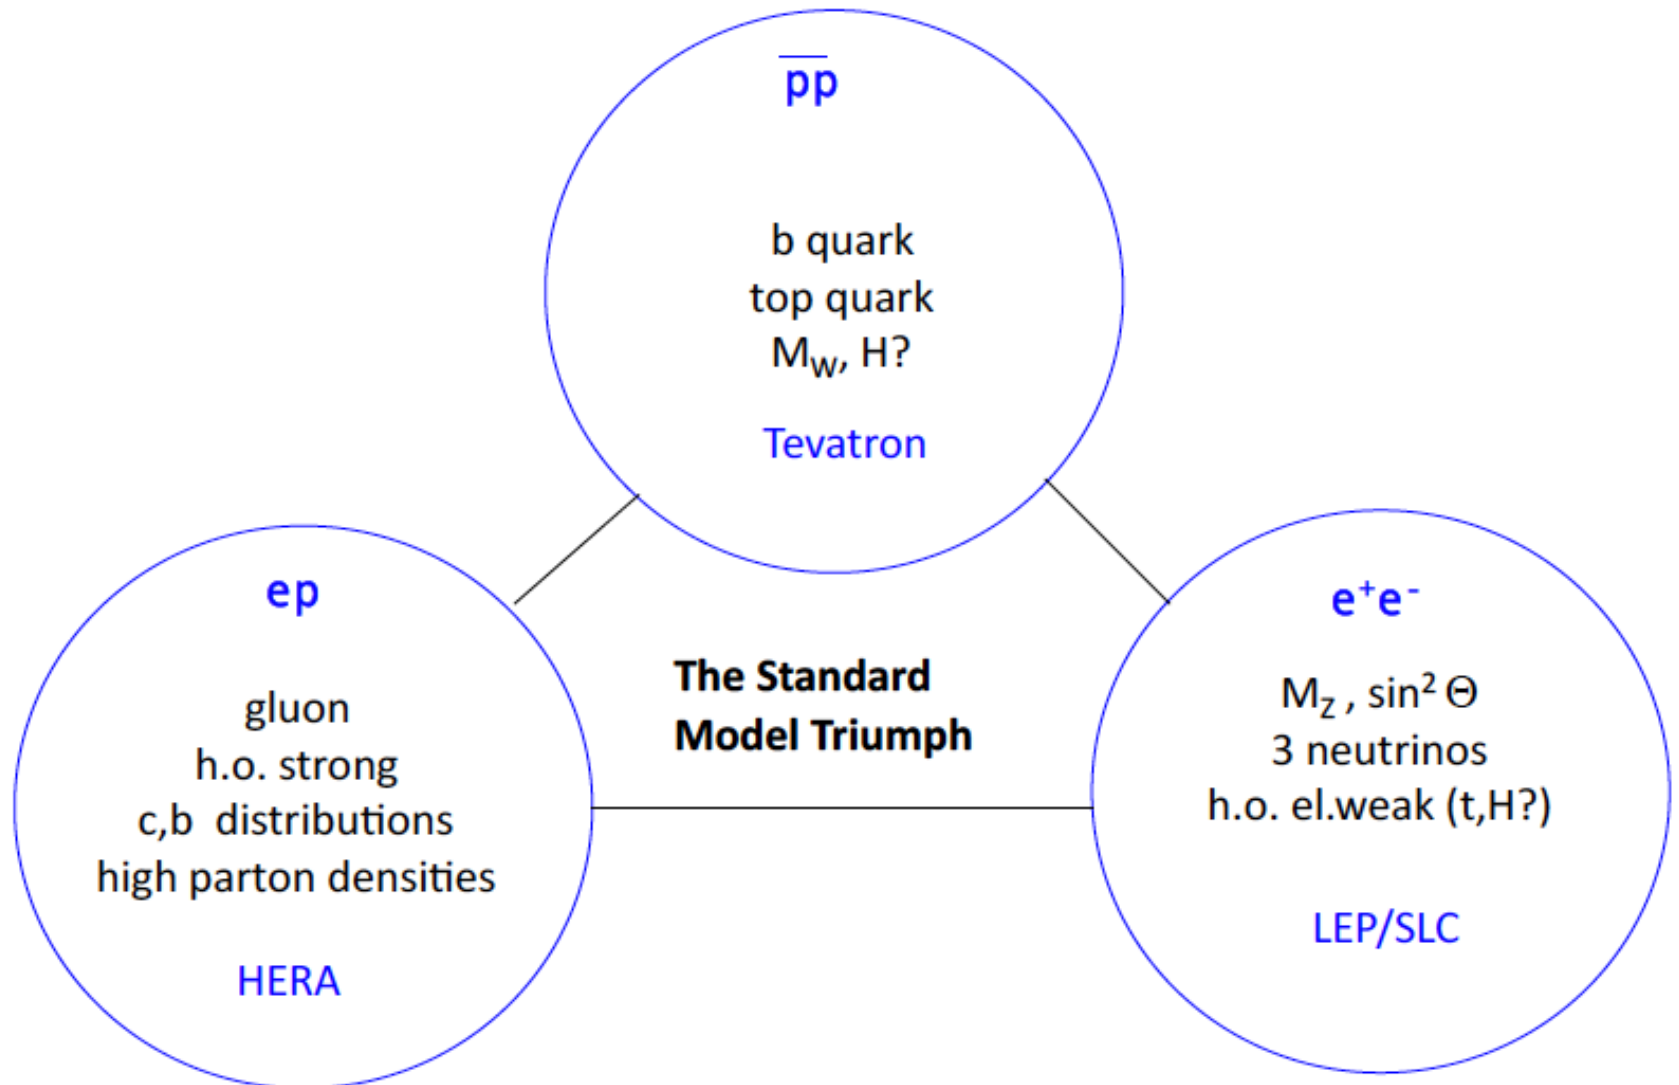 p̅p
b quark
top quark
M_W, H?
Tevatron
ep
gluon
h.o. strong
c,b distributions
high parton densities
HERA
The Standard
Model Triumph
e⁺e⁻
M_Z , sin² Θ
3 neutrinos
h.o. el.weak (t,H?)
LEP/SLC